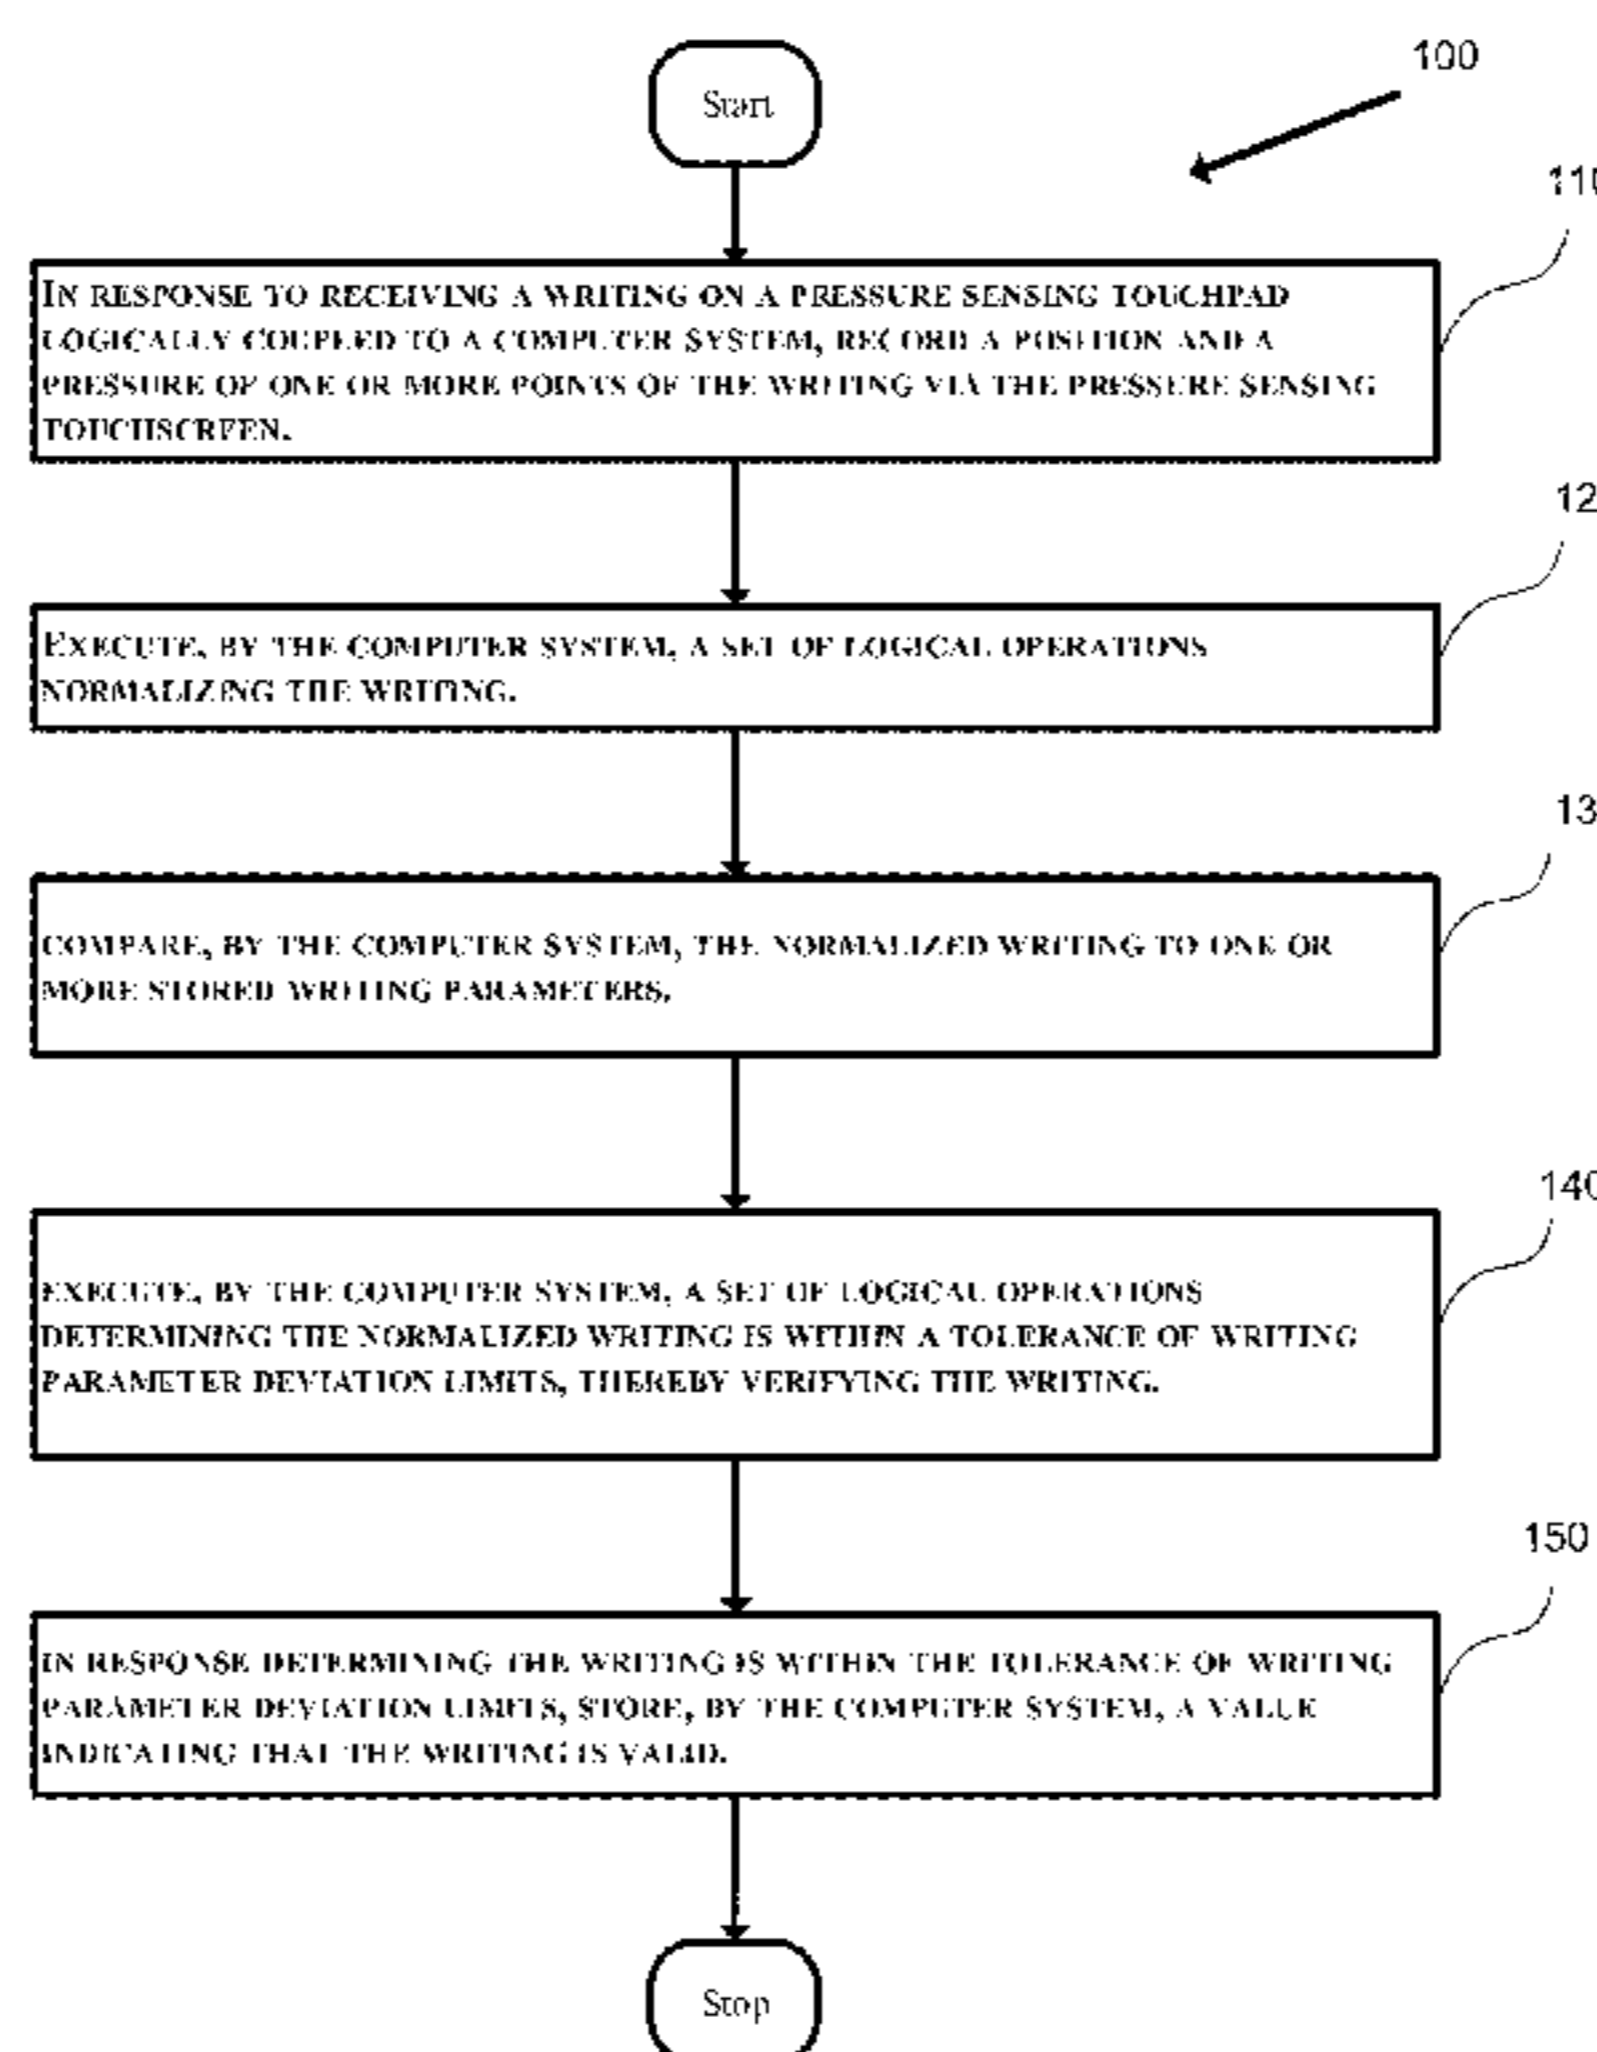 Start
100
110
IN RESPONSE TO RECEIVING A WRITING ON A PRESSURE SENSING TOUCHPAD
LOGICALLY COUPLED TO A COMPUTER SYSTEM, RECORD A POSITION AND A
PRESSURE OF ONE OR MORE POINTS OF THE WRITING VIA THE PRESSURE SENSING
TOUCHSCREEN.
12
EXECUTE, BY THE COMPUTER SYSTEM, A SET OF LOGICAL OPERATIONS
NORMALIZING THE WRITING.
13
COMPARE, BY THE COMPUTER SYSTEM, THE NORMALIZED WRITING TO ONE OR
MORE STORED WRITING PARAMETERS.
140
EXECUTE, BY THE COMPUTER SYSTEM, A SET OF LOGICAL OPERATIONS
DETERMINING THE NORMALIZED WRITING IS WITHIN A TOLERANCE OF WRITING
PARAMETER DEVIATION LIMITS, THEREBY VERIFYING THE WRITING.
150
IN RESPONSE DETERMINING THE WRITING IS WITHIN THE TOLERANCE OF WRITING
PARAMETER DEVIATION LIMITS, STORE, BY THE COMPUTER SYSTEM, A VALUE
INDICATING THAT THE WRITING IS VALID.
Stop